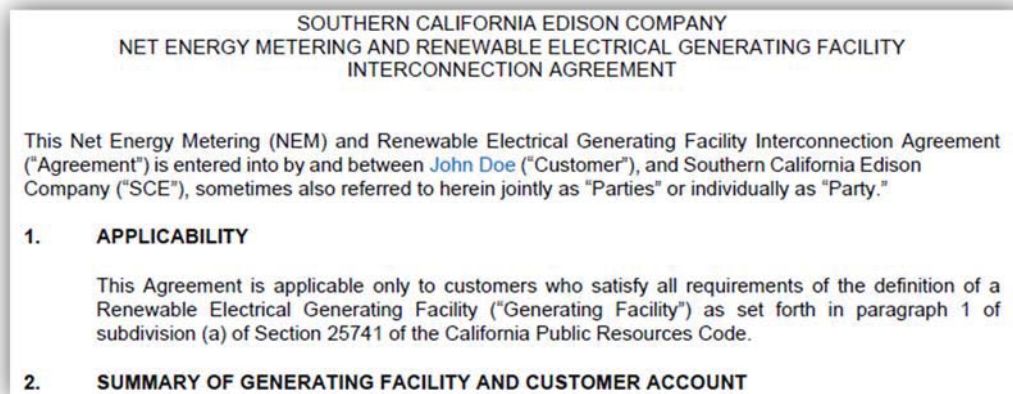 SOUTHERN CALIFORNIA EDISON COMPANY
NET ENERGY METERING AND RENEWABLE ELECTRICAL GENERATING FACILITY
INTERCONNECTION AGREEMENT
This Net Energy Metering (NEM) and Renewable Electrical Generating Facility Interconnection Agreement
(“Agreement”) is entered into by and between John Doe (“Customer”), and Southern California Edison
Company (“SCE”), sometimes also referred to herein jointly as “Parties” or individually as “Party.”
1. APPLICABILITY
This Agreement is applicable only to customers who satisfy all requirements of the definition of a
Renewable Electrical Generating Facility (“Generating Facility”) as set forth in paragraph 1 of
subdivision (a) of Section 25741 of the California Public Resources Code.
2. SUMMARY OF GENERATING FACILITY AND CUSTOMER ACCOUNT